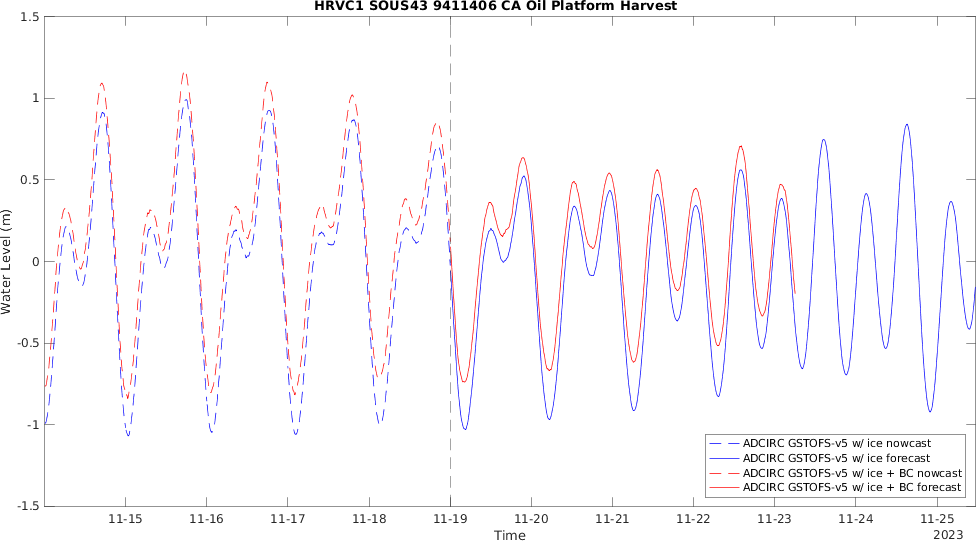 HRVC1 SOUS43 9411406 CA Oil Platform Harvest
Water Level (m)
1.5
1
0.5
0
-0.5
-1
-1.5
11-15 11-16 11-17 11-18 11-19 11-20 11-21 11-22 11-23 11-24 11-25
Time
2023
ADCIRC GSTOFS-v5 w/ ice nowcast
ADCIRC GSTOFS-v5 w/ ice forecast
ADCIRC GSTOFS-v5 w/ ice + BC nowcast
ADCIRC GSTOFS-v5 w/ ice + BC forecast